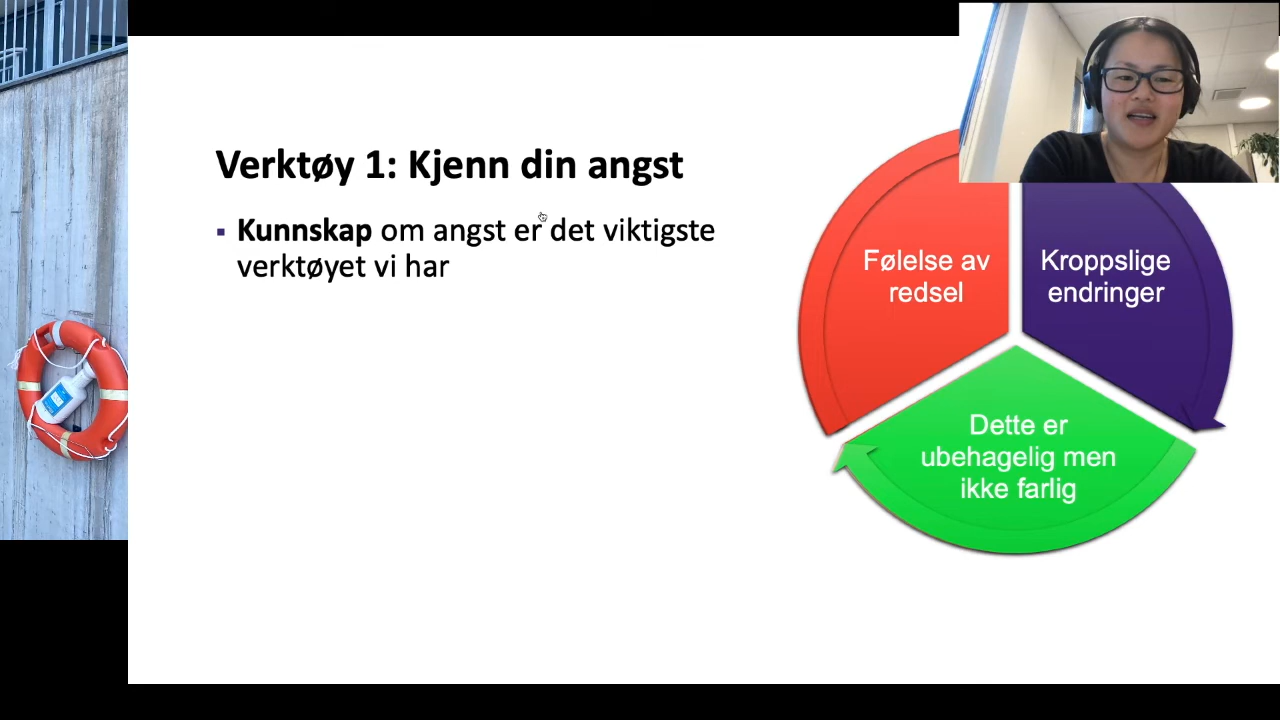 Verktøy 1: Kjenn din angst
▪ Kunnskap om angst er det viktigste
verktøyet vi har
Følelse av
redsel
Kroppslige
endringer
Dette er
ubehagelig men
ikke farlig